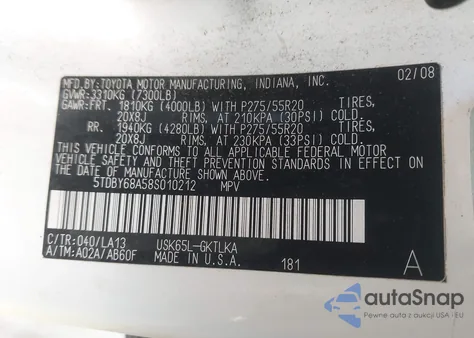 MFD. BY: TOYOTA MOTOR MANUFACTURING, INDIANA, INC.
02/08
GVWR: 3310KG (7300LB)
GAWR: FRT. 1810KG (4000LB) WITH P275/55R20 TIRES,
20X8J RIMS, AT 210KPA (30PSI) COLD.
RR. 1940KG (4280LB) WITH P275/55R20 TIRES,
20X8J RIMS, AT 230KPA (33PSI) COLD.
THIS VEHICLE CONFORMS TO ALL APPLICABLE FEDERAL MOTOR
VEHICLE SAFETY AND THEFT PREVENTION STANDARDS IN EFFECT ON
THE DATE OF MANUFACTURE SHOWN ABOVE.
5TDBY68A58S010212 MPV
C/TR: 040/LA13 USK65L-GKTLKA
A/TM: A02A/AB60F MADE IN U.S.A. 181 A
autoSnap
Pewne auta z aukcji USA i EU